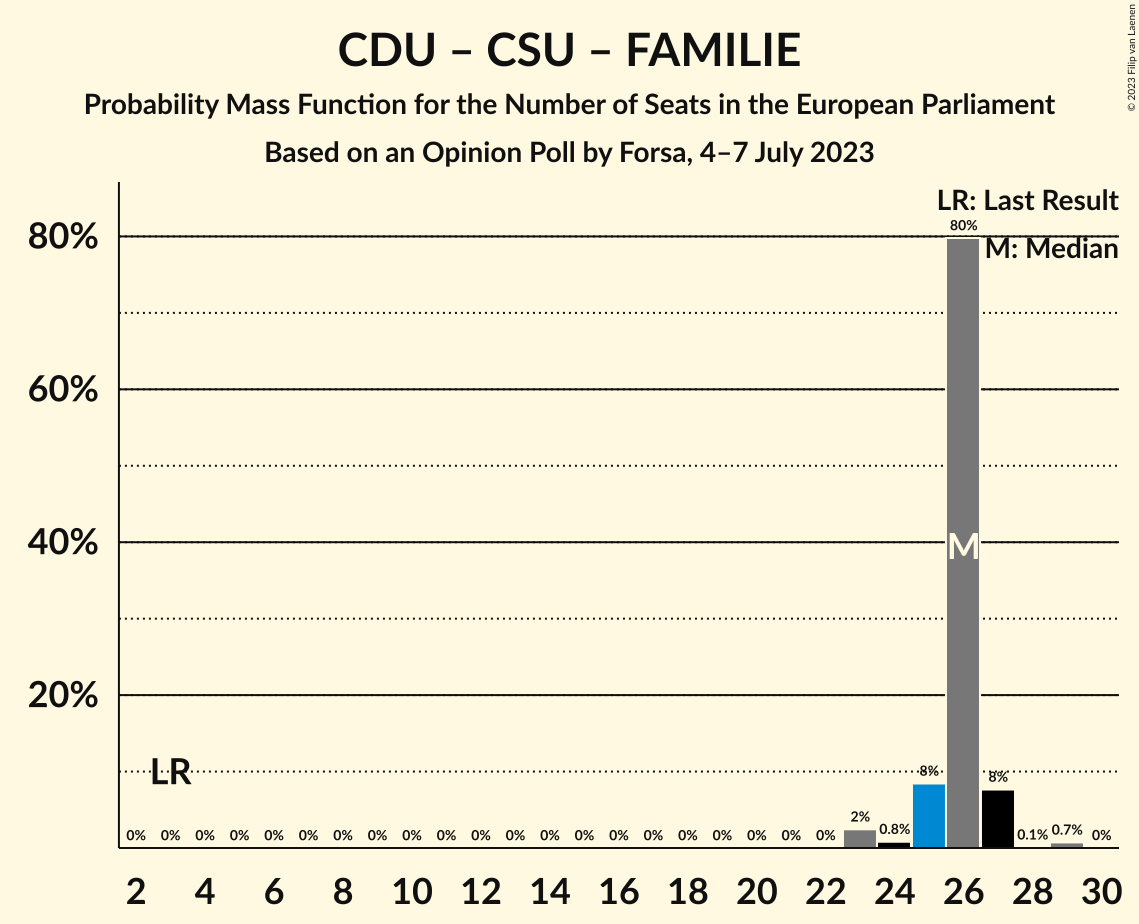 CDU – CSU – FAMILIE
Probability Mass Function for the Number of Seats in the European Parliament
Based on an Opinion Poll by Forsa, 4–7 July 2023
© 2023 Filip van Laenen
LR: Last Result
M: Median
80%
60%
40%
20%
80%
M
LR
0% 0% 0% 0% 0% 0% 0% 0% 0% 0% 0% 0% 0% 0% 0% 0% 0% 0% 0% 0% 0% 2% 0.8% 8% 8% 0.1% 0.7% 0%
2 4 6 8 10 12 14 16 18 20 22 24 26 28 30